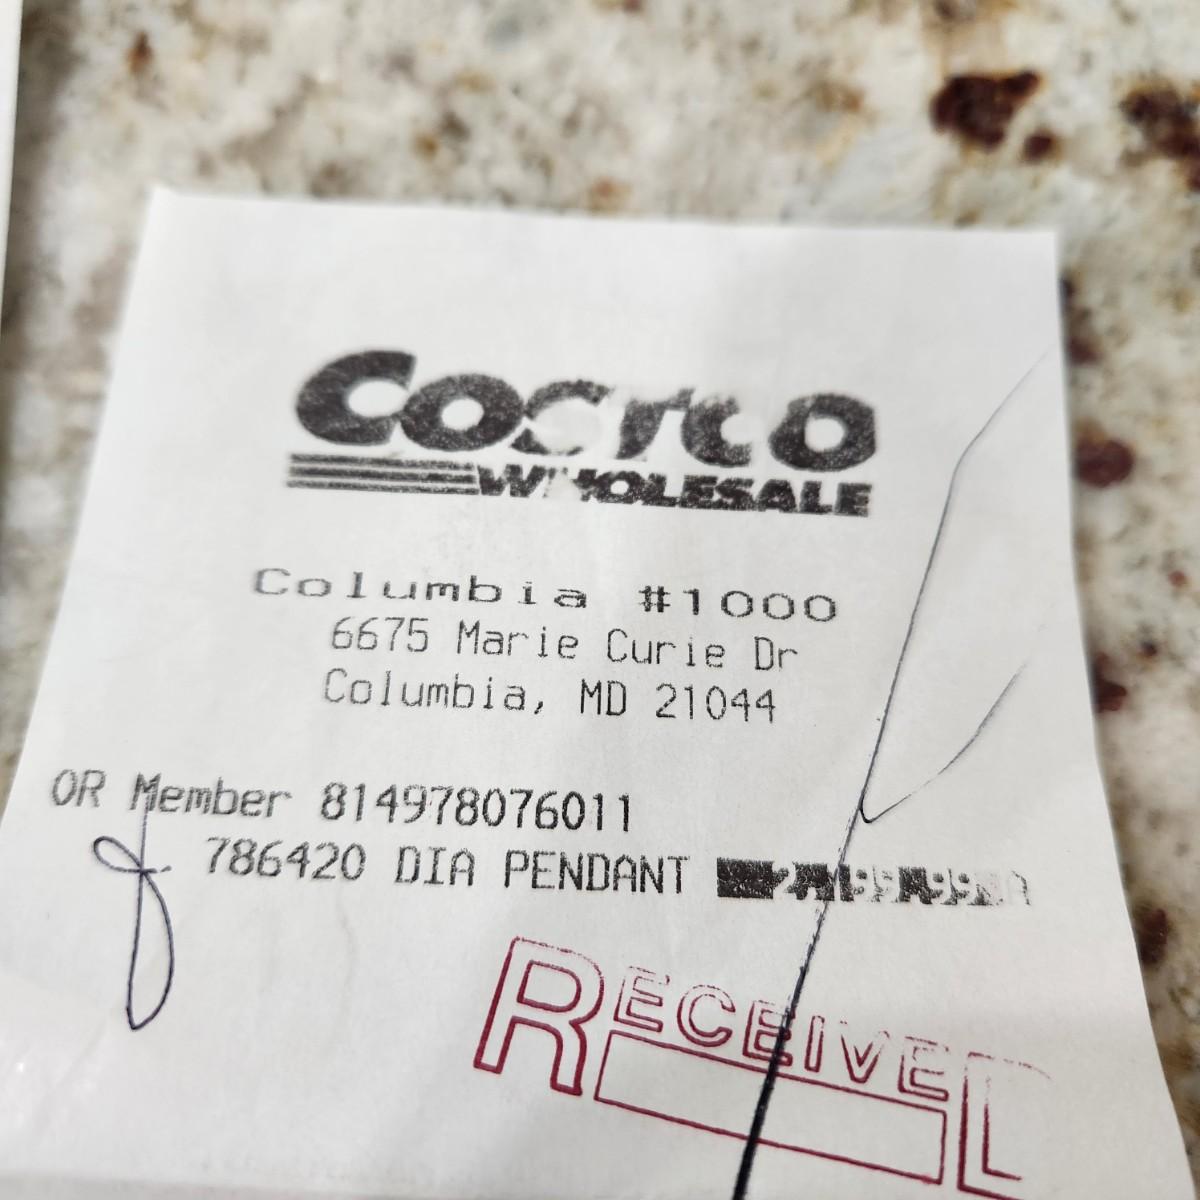 COSTCO
WHOLESALE
Columbia #1000
6675 Marie Curie Dr
Columbia, MD 21044
OR Member 814978076011
786420 DIA PENDANT
RECEIVED